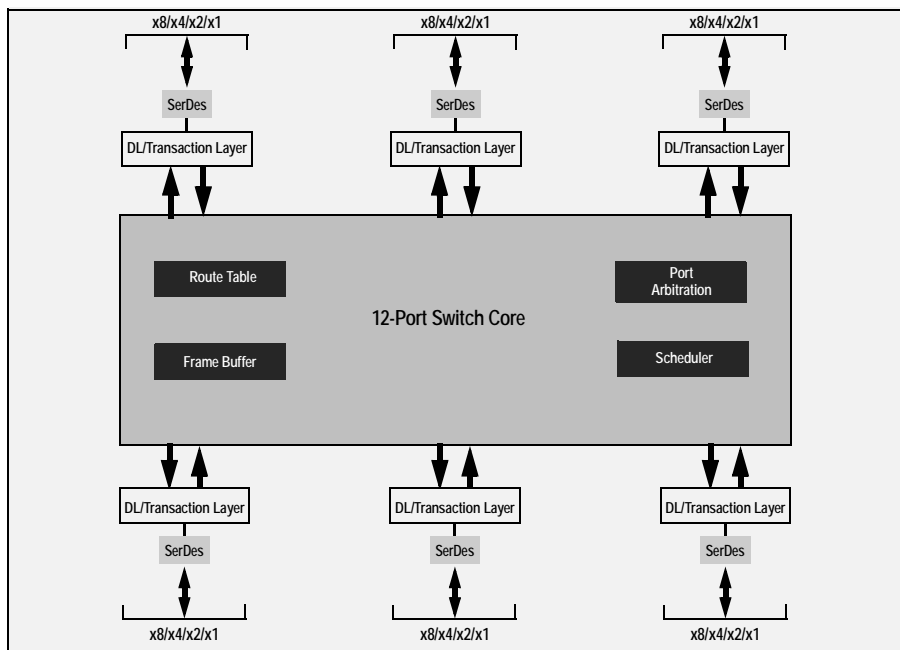 x8/x4/x2/x1 x8/x4/x2/x1 x8/x4/x2/x1
SerDes SerDes SerDes
DL/Transaction Layer DL/Transaction Layer DL/Transaction Layer
Route Table
Port
Arbitration
12-Port Switch Core
Frame Buffer
Scheduler
DL/Transaction Layer DL/Transaction Layer DL/Transaction Layer
SerDes SerDes SerDes
x8/x4/x2/x1 x8/x4/x2/x1 x8/x4/x2/x1